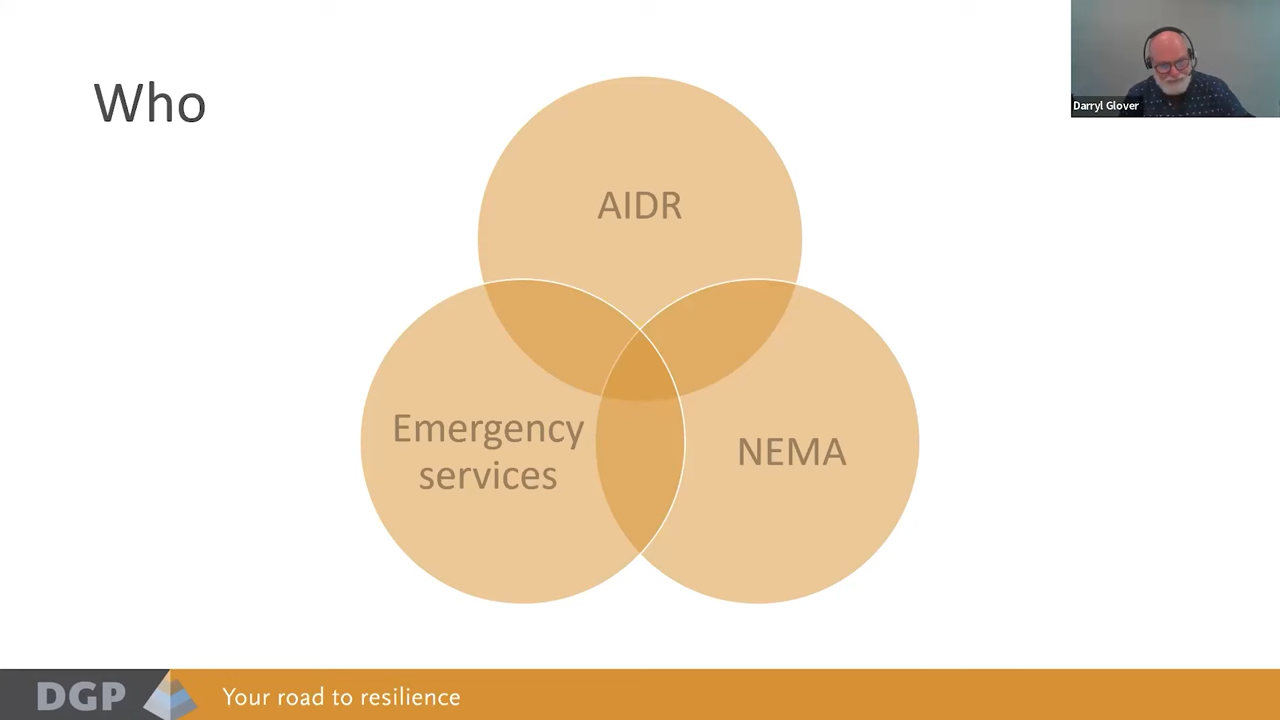 Who
Darryl Glover
AIDR
Emergency
services
NEMA
DGP
Your road to resilience